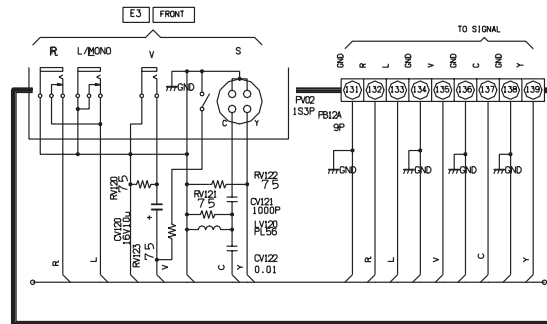 E3 FRONT
TO SIGNAL
R L/MONO V S
GND R L GND V GND C GND Y
131 132 133 134 135 136 137 138 139
GND
PV02
1S3P
PB12A
9P
C Y
GND GND GND GND
RV120
75
RV122
75
RV121
75
CV121
1000P
CV120
16V10u
+
LV120
PL56
RV123
75
CV122
0.01
R L V C Y
R L V C Y